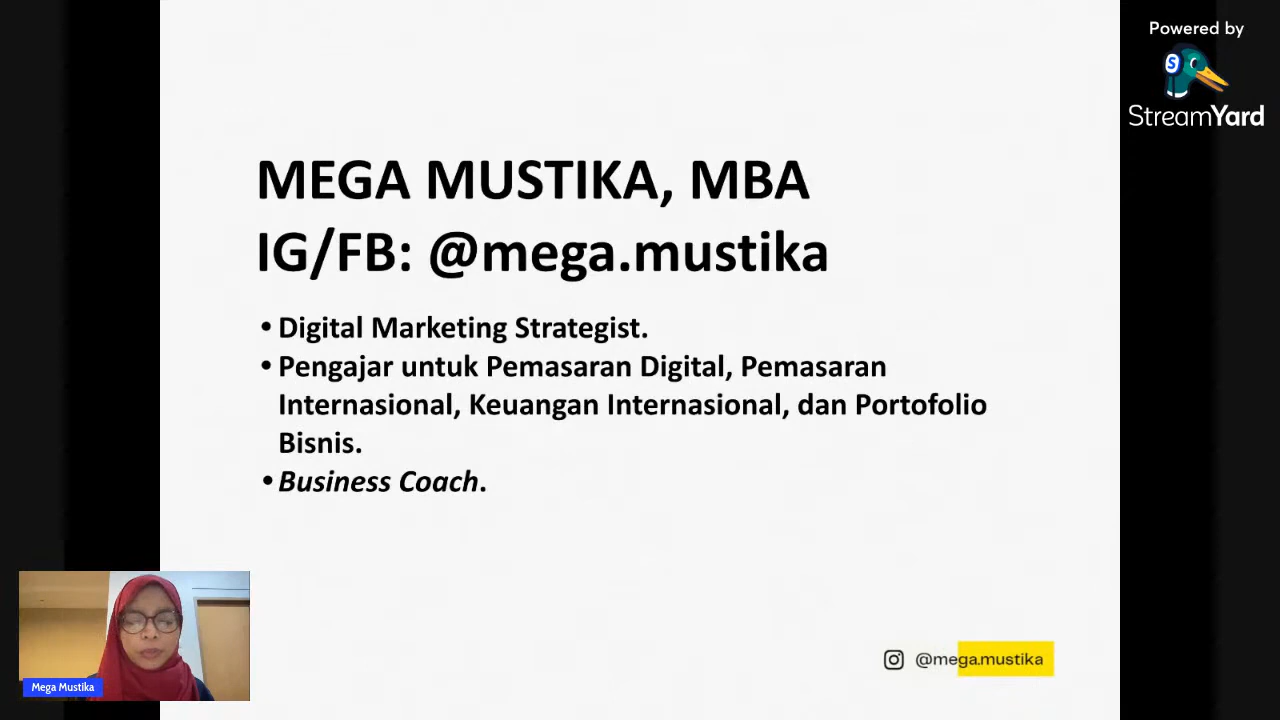 Powered by
S
StreamYard
MEGA MUSTIKA, MBA
IG/FB: @mega.mustika
• Digital Marketing Strategist.
• Pengajar untuk Pemasaran Digital, Pemasaran
Internasional, Keuangan Internasional, dan Portofolio
Bisnis.
• Business Coach.
@mega.mustika
Mega Mustika